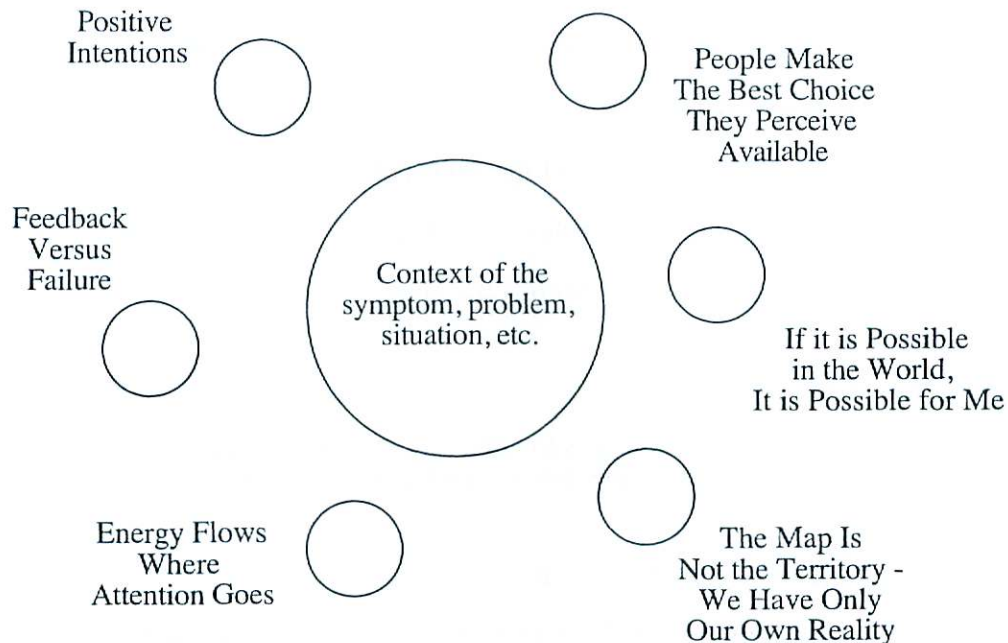 Positive
Intentions
People Make
The Best Choice
They Perceive
Available
Feedback
Versus
Failure
Context of the
symptom, problem,
situation, etc.
If it is Possible
in the World,
It is Possible for Me
Energy Flows
Where
Attention Goes
The Map Is
Not the Territory -
We Have Only
Our Own Reality